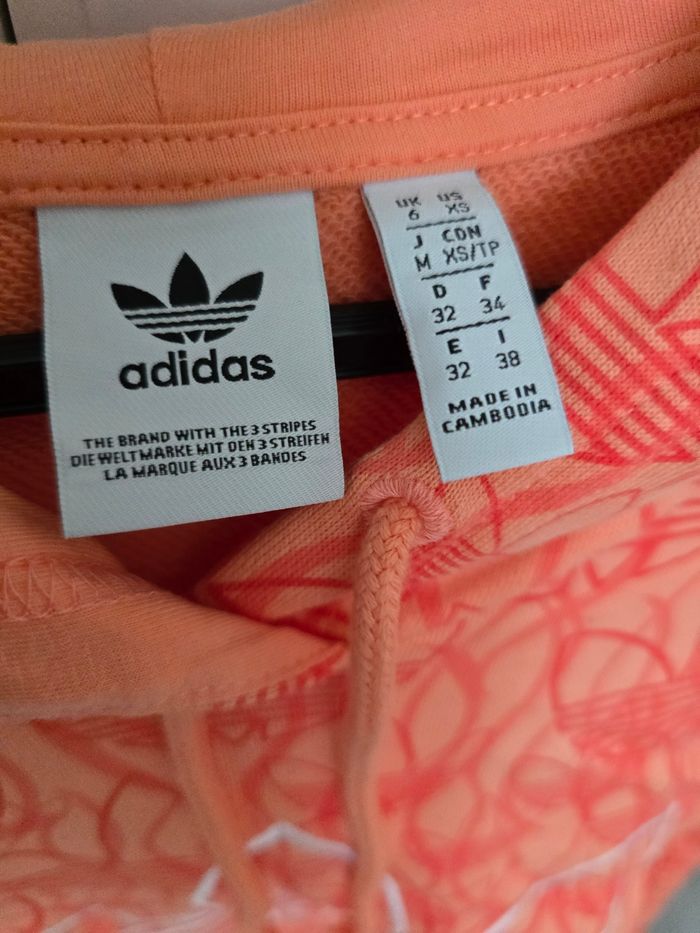 adidas
THE BRAND WITH THE 3 STRIPES
DIE WELTMARKE MIT DEN 3 STREIFEN
LA MARQUE AUX 3 BANDES
UK US
6 XS
J CDN
M XS/TP
D F
32 34
E I
32 38
MADE IN
CAMBODIA